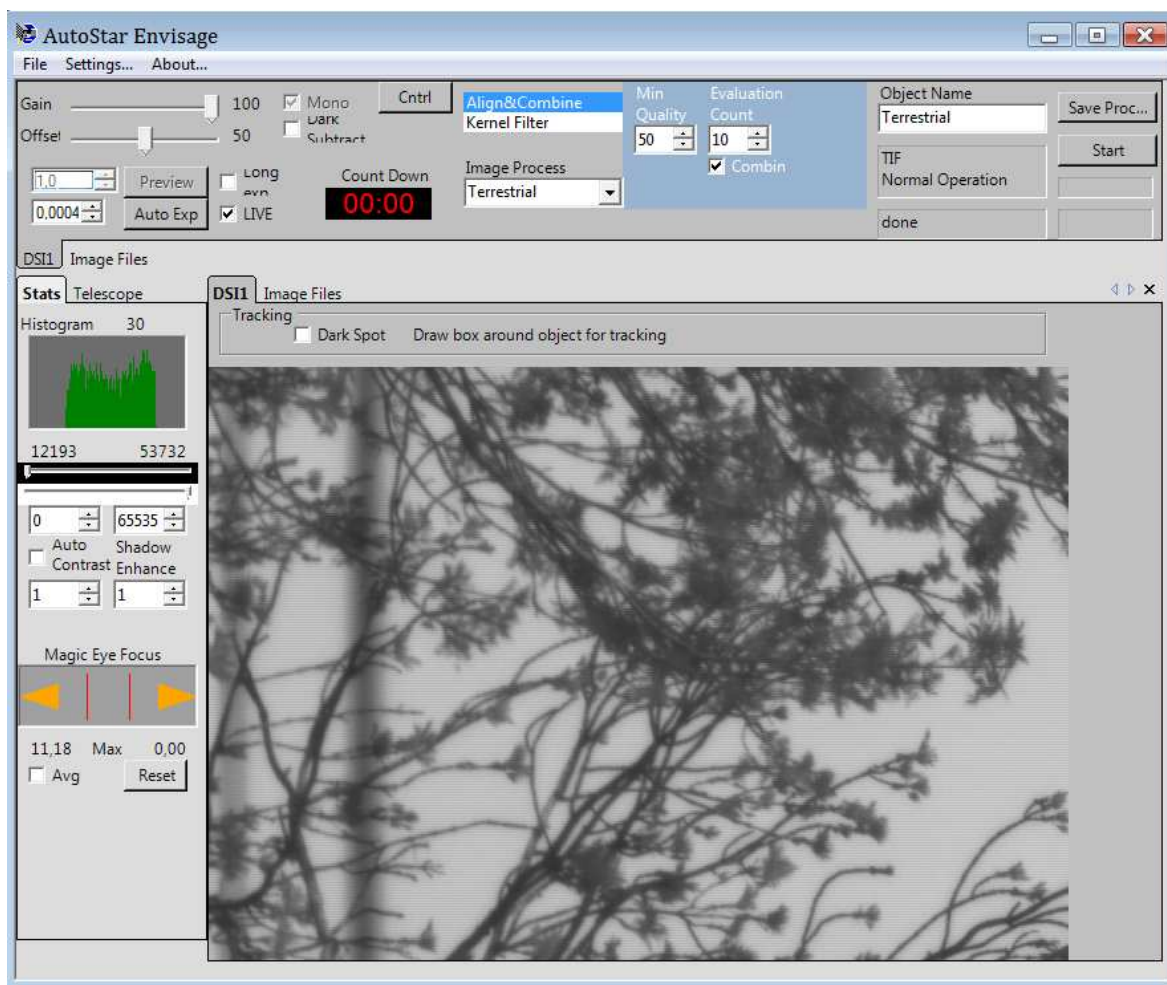 AutoStar Envisage
File Settings... About...
Gain 100
Offset 50
Mono
Dark Subtract
Cntrl
1,0 Preview
0,0004 Auto Exp
Long exp
LIVE
Count Down
00:00
Align&Combine
Kernel Filter
Image Process
Terrestrial
Min Quality
50
Evaluation Count
10
Combin
Object Name
Terrestrial
TIF
Normal Operation
done
Save Proc...
Start
DSI1 Image Files
Stats Telescope
Histogram 30
12193 53732
0 65535
Auto Contrast
Shadow Enhance
1 1
Magic Eye Focus
11,18 Max 0,00
Avg Reset
DSI1 Image Files
Tracking
Dark Spot Draw box around object for tracking